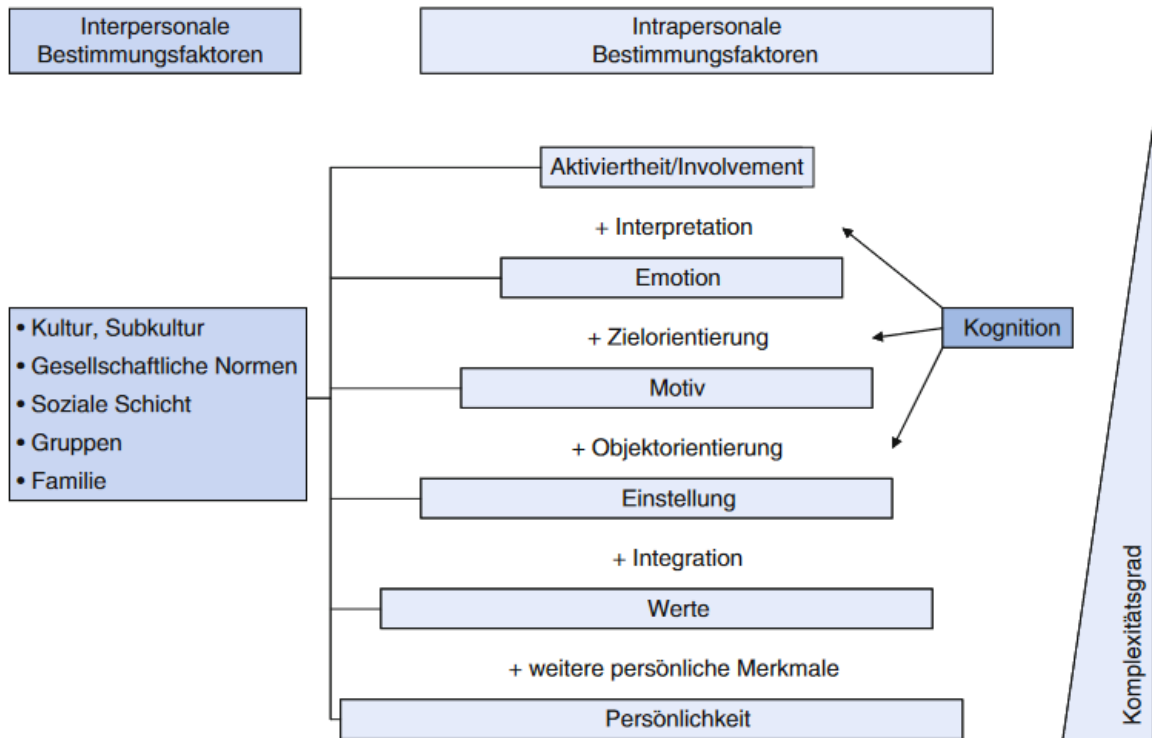 Interpersonale
Bestimmungsfaktoren
Intrapersonale
Bestimmungsfaktoren
Aktiviertheit/Involvement
+ Interpretation
Emotion
• Kultur, Subkultur
• Gesellschaftliche Normen
• Soziale Schicht
• Gruppen
• Familie
+ Zielorientierung
Kognition
Motiv
+ Objektorientierung
Einstellung
+ Integration
Werte
+ weitere persönliche Merkmale
Persönlichkeit
Komplexitätsgrad